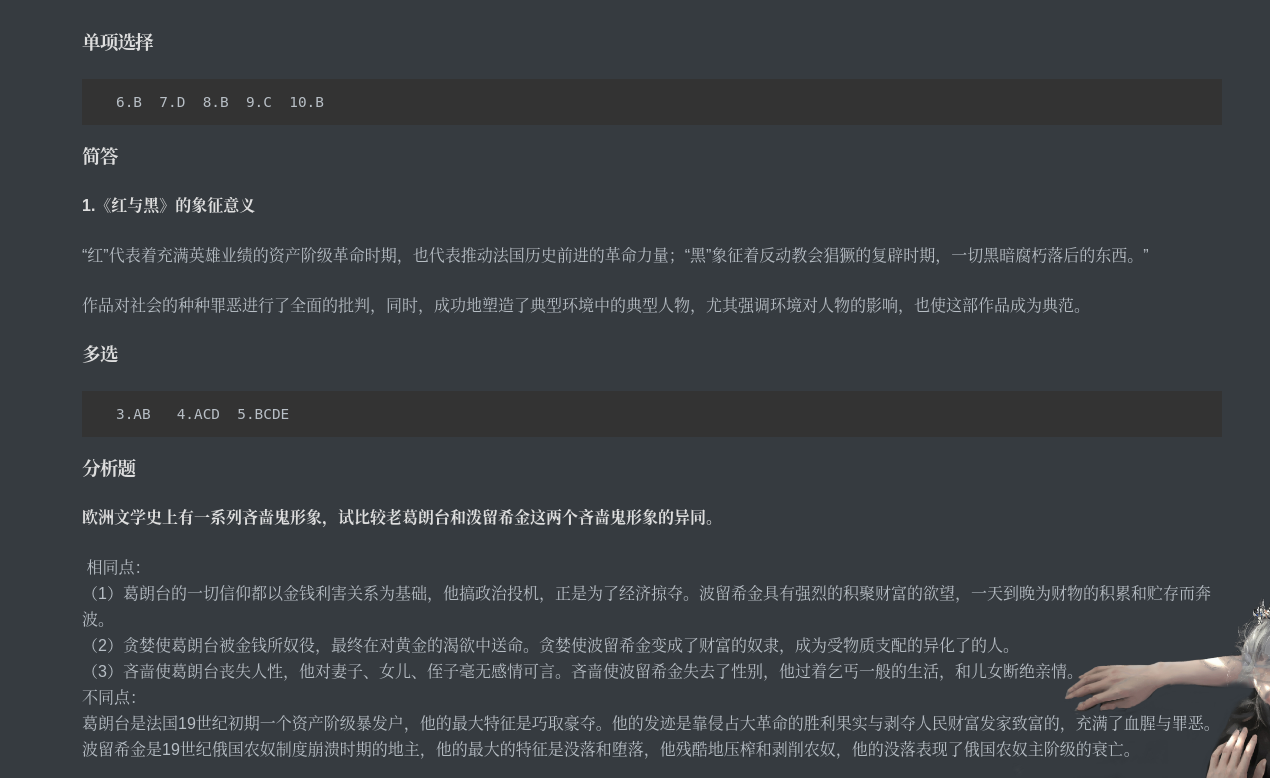 单项选择
6.B 7.D 8.B 9.C 10.B
简答
1.《红与黑》的象征意义
“红”代表着充满英雄业绩的资产阶级革命时期，也代表推动法国历史前进的革命力量；“黑”象征着反动教会猖獗的复辟时期，一切黑暗腐朽落后的东西。”
作品对社会的种种罪恶进行了全面的批判，同时，成功地塑造了典型环境中的典型人物，尤其强调环境对人物的影响，也使这部作品成为典范。
多选
3.AB 4.ACD 5.BCDE
分析题
欧洲文学史上有一系列吝啬鬼形象，试比较老葛朗台和泼留希金这两个吝啬鬼形象的异同。
相同点：
（1）葛朗台的一切信仰都以金钱利害关系为基础，他搞政治投机，正是为了经济掠夺。波留希金具有强烈的积聚财富的欲望，一天到晚为财物的积累和贮存而奔
波。
（2）贪婪使葛朗台被金钱所奴役，最终在对黄金的渴欲中送命。贪婪使波留希金变成了财富的奴隶，成为受物质支配的异化了的人。
（3）吝啬使葛朗台丧失人性，他对妻子、女儿、侄子毫无感情可言。吝啬使波留希金失去了性别，他过着乞丐一般的生活，和儿女断绝亲情。
不同点：
葛朗台是法国19世纪初期一个资产阶级暴发户，他的最大特征是巧取豪夺。他的发迹是靠侵占大革命的胜利果实与剥夺人民财富发家致富的，充满了血腥与罪恶。
波留希金是19世纪俄国农奴制度崩溃时期的地主，他的最大的特征是没落和堕落，他残酷地压榨和剥削农奴，他的没落表现了俄国农奴主阶级的衰亡。